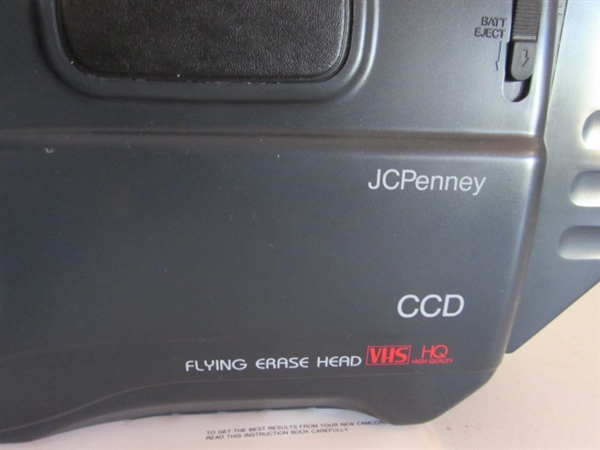 BATT
EJECT
JCPenney
CCD
FLYING ERASE HEAD VHS HQ
HIGH QUALITY
TO GET THE BEST RESULTS FROM YOUR NEW
READ THIS INSTRUCTION BOOK CAREFULLY